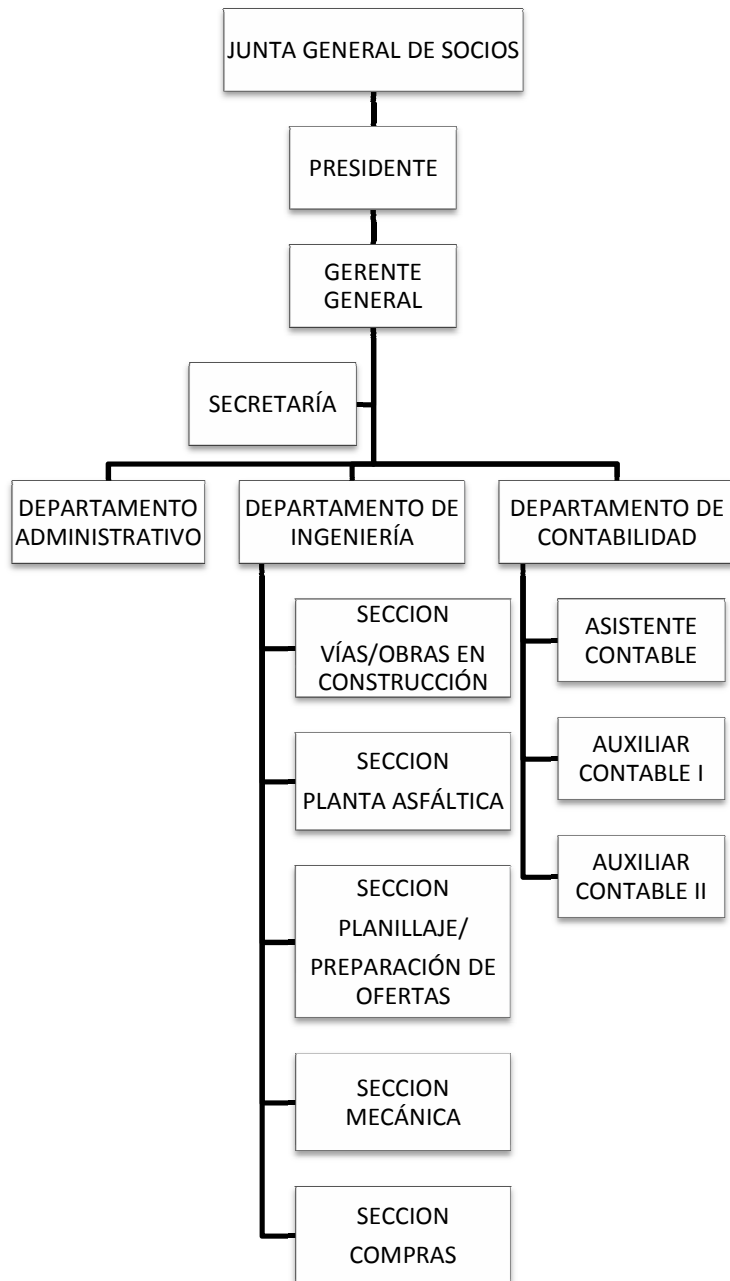 JUNTA GENERAL DE SOCIOS
PRESIDENTE
GERENTE
GENERAL
SECRETARÍA
DEPARTAMENTO
ADMINISTRATIVO
DEPARTAMENTO DE
INGENIERÍA
DEPARTAMENTO DE
CONTABILIDAD
SECCION
VÍAS/OBRAS EN
CONSTRUCCIÓN
SECCION
PLANTA ASFÁLTICA
SECCION
PLANILLAJE/
PREPARACIÓN DE
OFERTAS
SECCION
MECÁNICA
SECCION
COMPRAS
ASISTENTE
CONTABLE
AUXILIAR
CONTABLE I
AUXILIAR
CONTABLE II